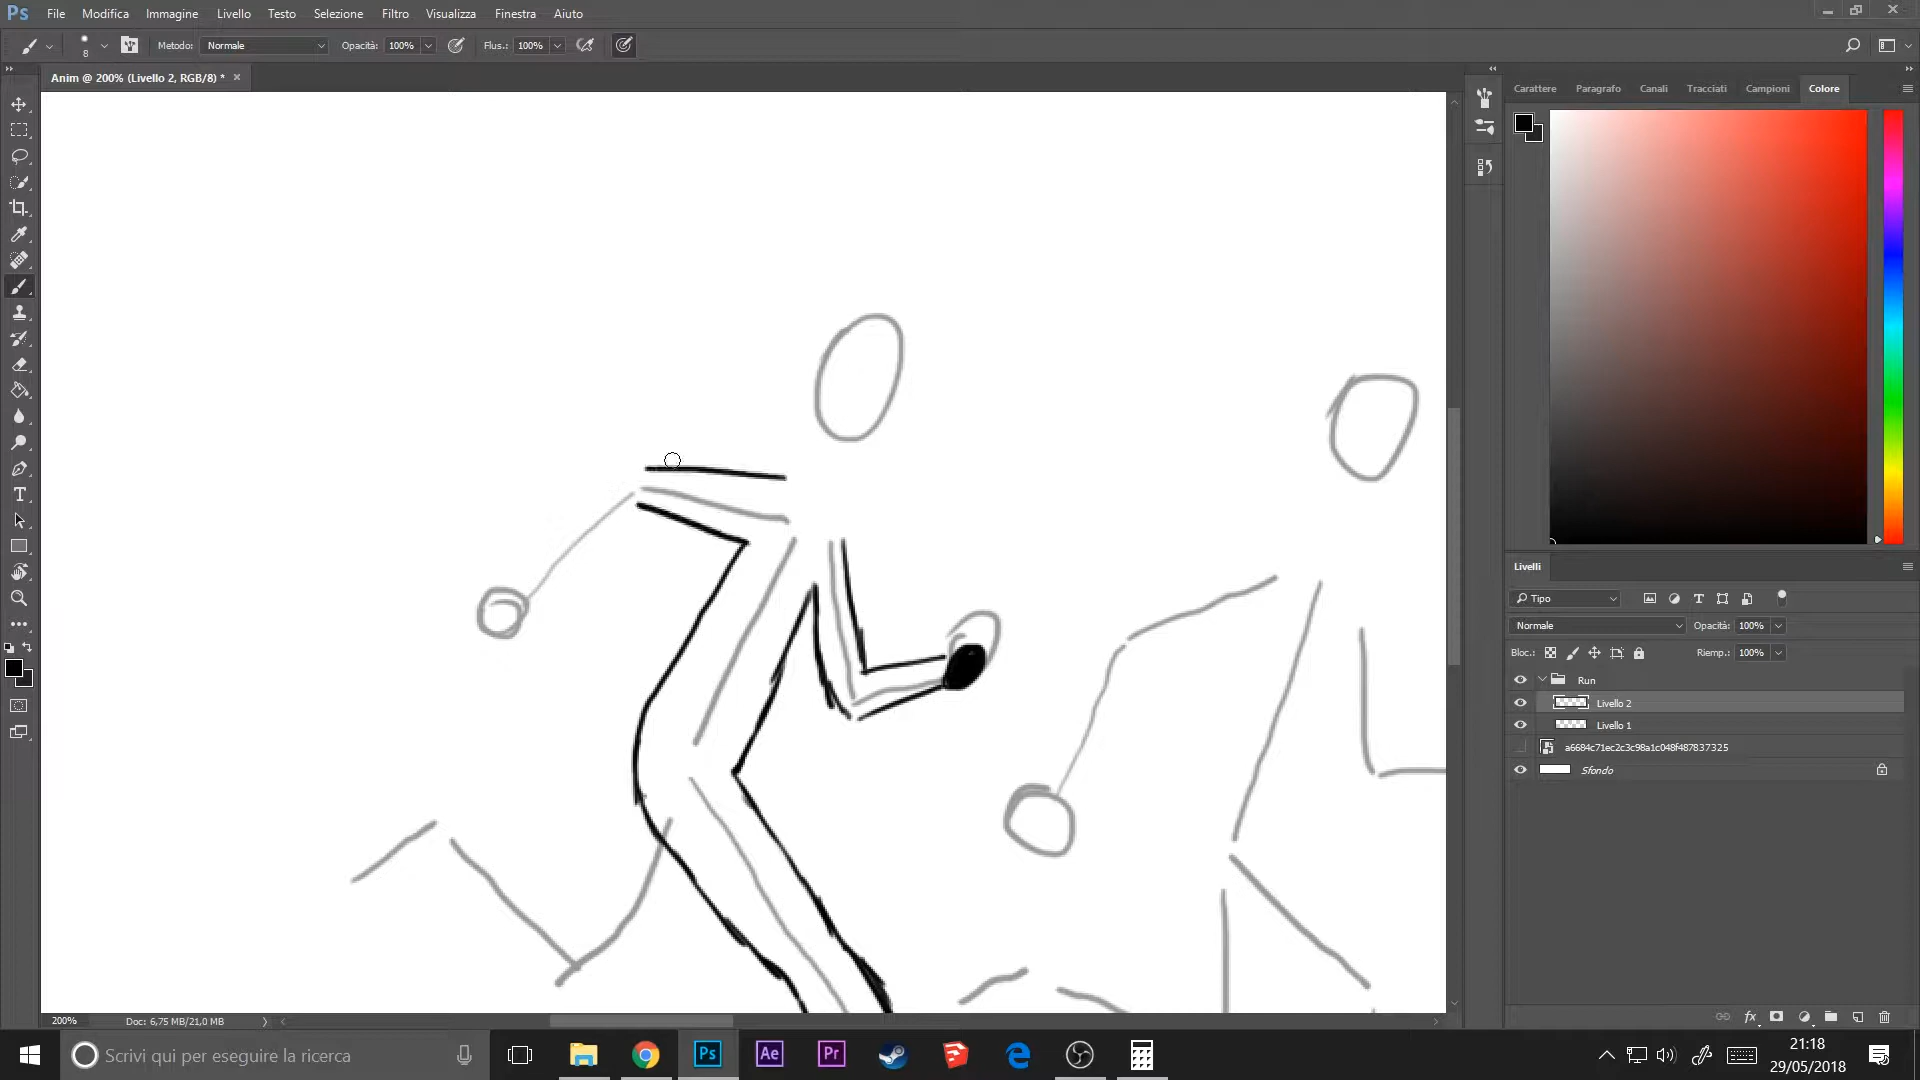 Ps File Modifica Immagine Livello Testo Selezione Filtro Visualizza Finestra Aiuto
8 Metodo: Normale Opacità: 100% Flus.: 100%
Anim @ 200% (Livello 2, RGB/8) * ×
Carattere Paragrafo Canali Tracciati Campioni Colore
Livelli
Tipo
Normale Opacità: 100%
Bloc.: Riemp.: 100%
Run
Livello 2
Livello 1
a6684c71ec2c3c98a1c048f487837325
Sfondo
200% Doc: 6,75 MB/21,0 MB
Scrivi qui per eseguire la ricerca Ps Ae Pr
21:18
29/05/2018